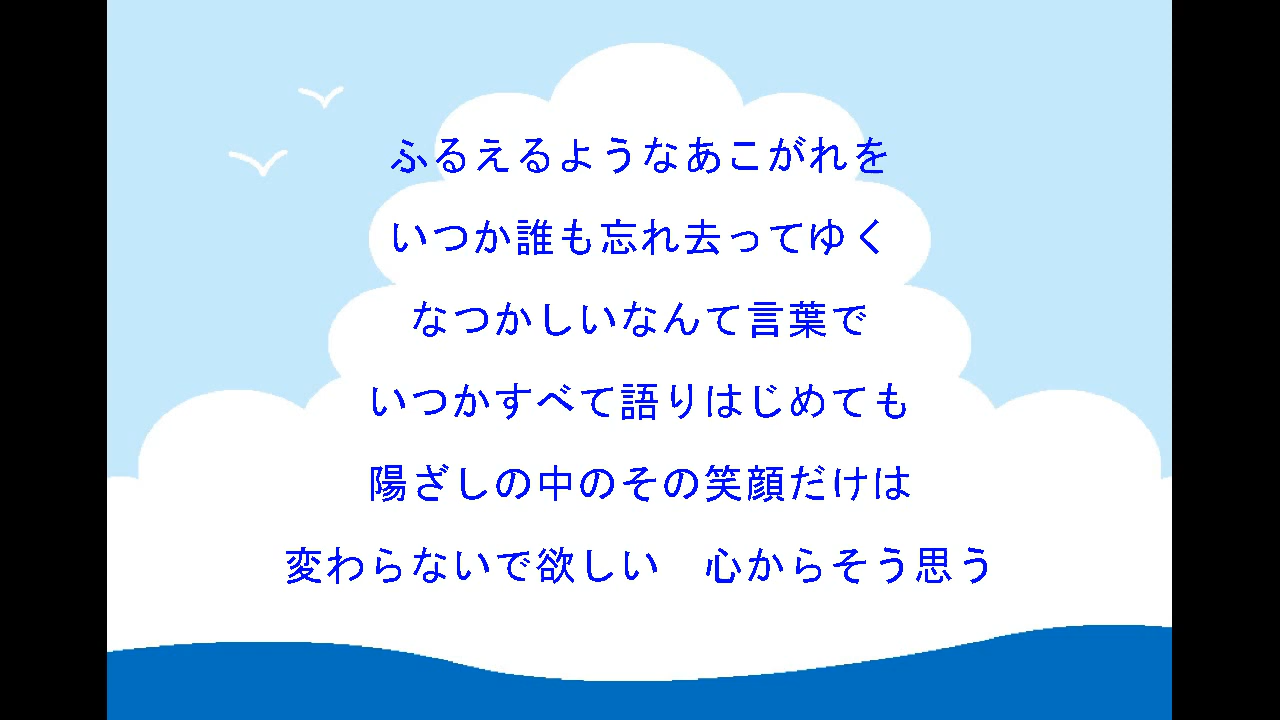 ふるえるようなあこがれを
いつか誰も忘れ去ってゆく
なつかしいなんて言葉で
いつかすべて語りはじめても
陽ざしの中のその笑顔だけは
変わらないで欲しい　心からそう思う